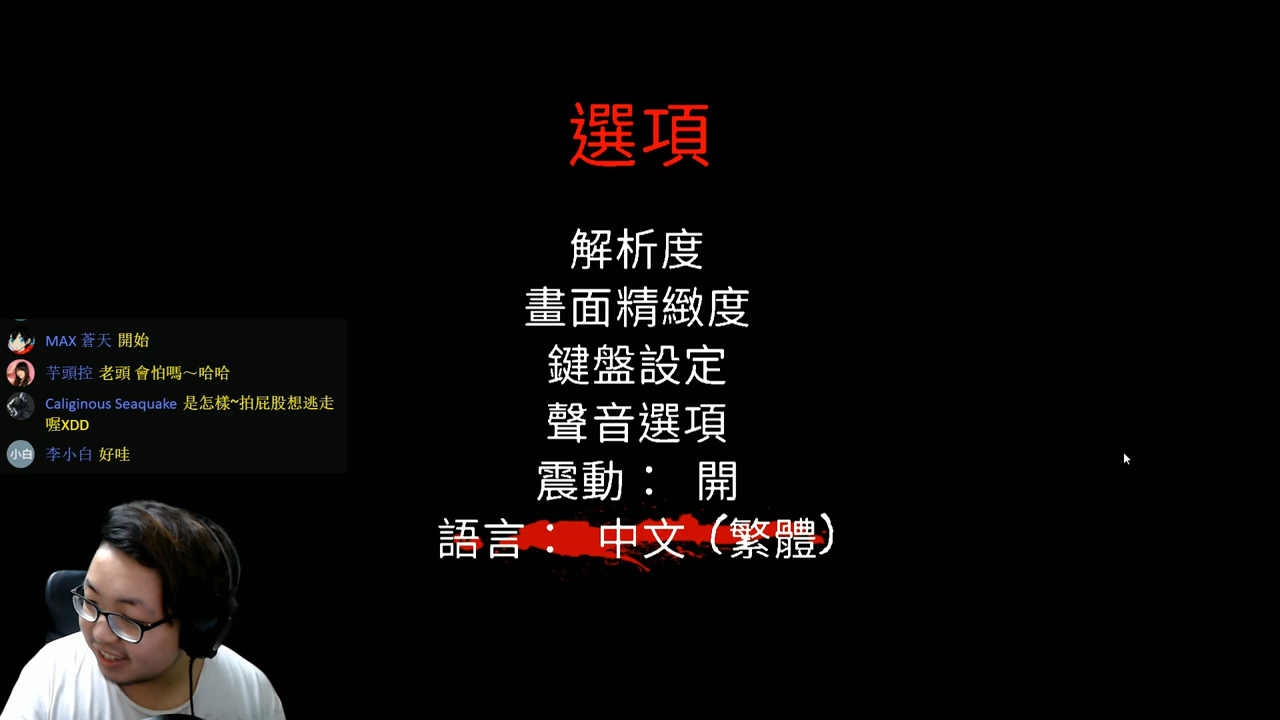 選項
解析度
畫面精緻度
鍵盤設定
聲音選項
震動： 開
語言： 中文（繁體）
MAX 蒼天 開始
芋頭控 老頭 會怕嗎～哈哈
Caliginous Seaquake 是怎樣~拍屁股想逃走
喔XDD
小白 李小白 好哇